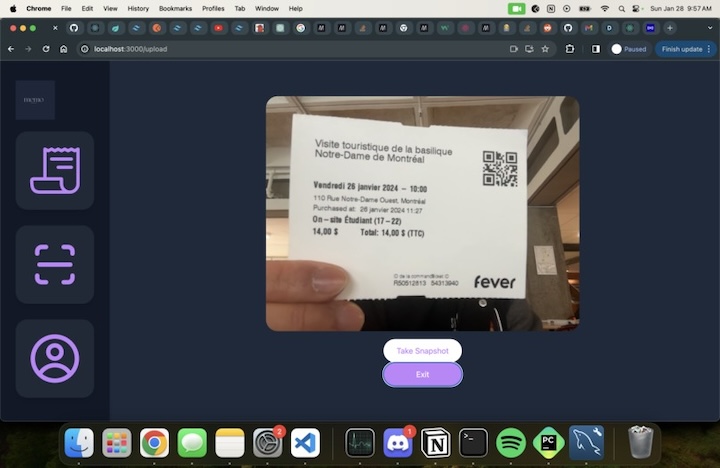 Chrome File Edit View History Bookmarks Profiles Tab Window Help
Sun Jan 28 9:57 AM
localhost:3000/upload
Paused
Finish update
Visite touristique de la basilique
Notre-Dame de Montréal
Vendredi 26 janvier 2024 – 10:00
110 Rue Notre-Dame Ouest, Montréal
Purchased at: 26 janvier 2024 11:27
On-site Étudiant (17-22)
14,00 $ Total: 14,00 $ (TTC)
fever
Take Snapshot
Exit
2
1